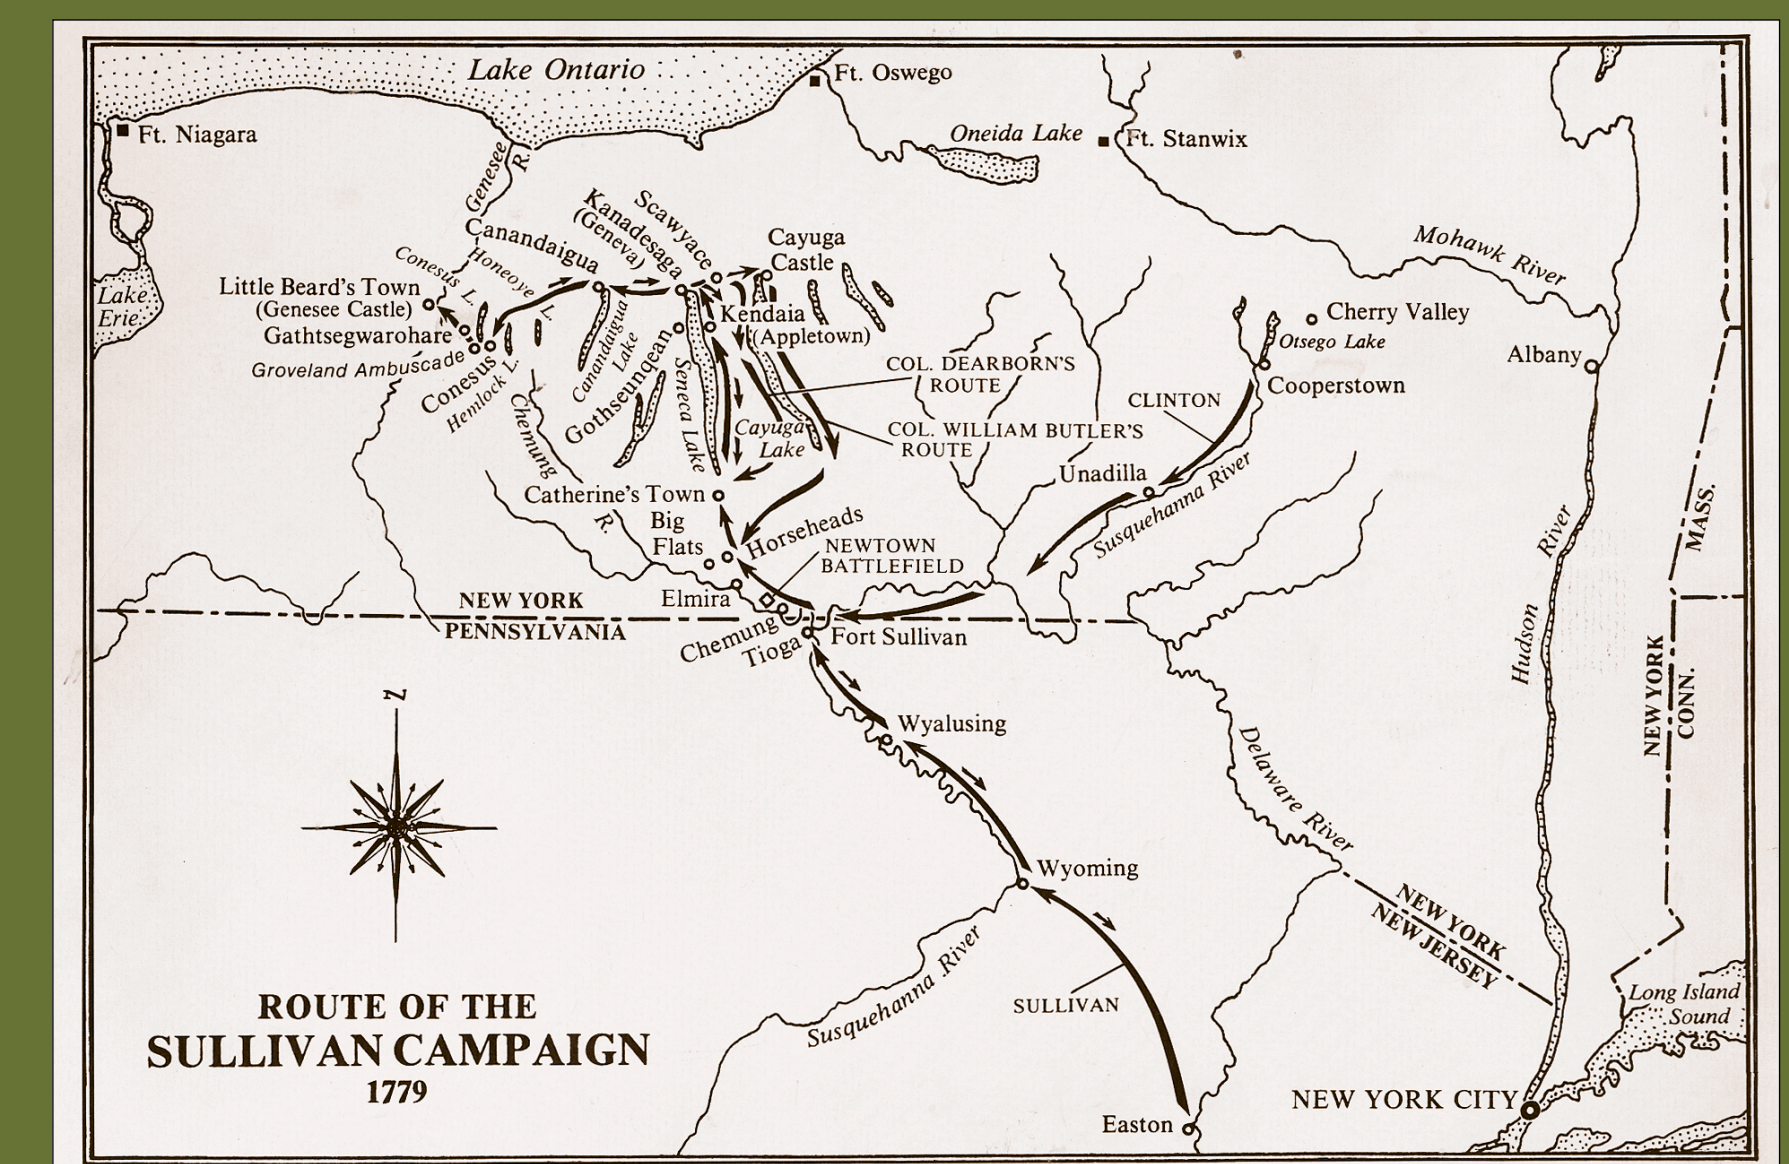 Lake Ontario
Ft. Oswego
Ft. Niagara
Oneida Lake
Ft. Stanwix
Genesee
R.
Scawyace
Kanadesaga
(Geneva)
Canandaigua
Cayuga
Castle
Mohawk River
Conesus L.
Honeoye
L.
Little Beard's Town
(Genesee Castle)
Gathtsegwarohare
Groveland Ambuscade
Lake
Erie
Kendaia
(Appletown)
Cherry Valley
Otsego Lake
Albany
Cooperstown
Conesus
Hemlock L.
Canandaigua
Lake
Gothseunqean
Seneca Lake
Cayuga
Lake
COL. DEARBORN'S
ROUTE
COL. WILLIAM BUTLER'S
ROUTE
CLINTON
Chemung
R.
Unadilla
Susquehanna River
Catherine's Town
Big
Flats
Horseheads
NEWTOWN
BATTLEFIELD
Elmira
NEW YORK
PENNSYLVANIA
Chemung
Tioga
Fort Sullivan
Hudson
River
MASS.
NEW YORK
CONN.
N
Wyalusing
Delaware River
Wyoming
NEW YORK
NEW JERSEY
Susquehanna River
SULLIVAN
Long Island
Sound
ROUTE OF THE
SULLIVAN CAMPAIGN
1779
NEW YORK CITY
Easton